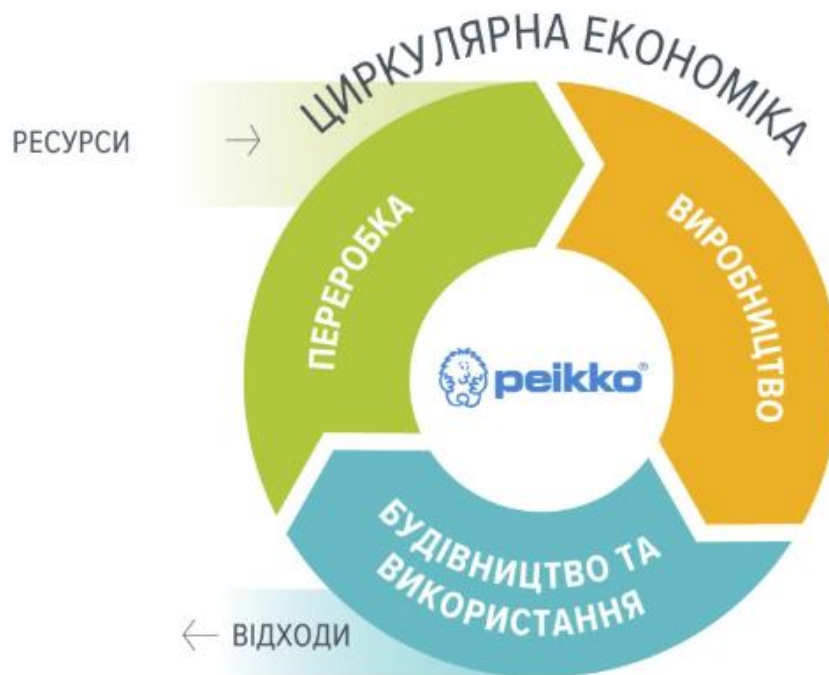 ЦИРКУЛЯРНА ЕКОНОМІКА
РЕСУРСИ
ПЕРЕРОБКА
ВИРОБНИЦТВО
peikko®
БУДІВНИЦТВО ТА
ВИКОРИСТАННЯ
ВІДХОДИ